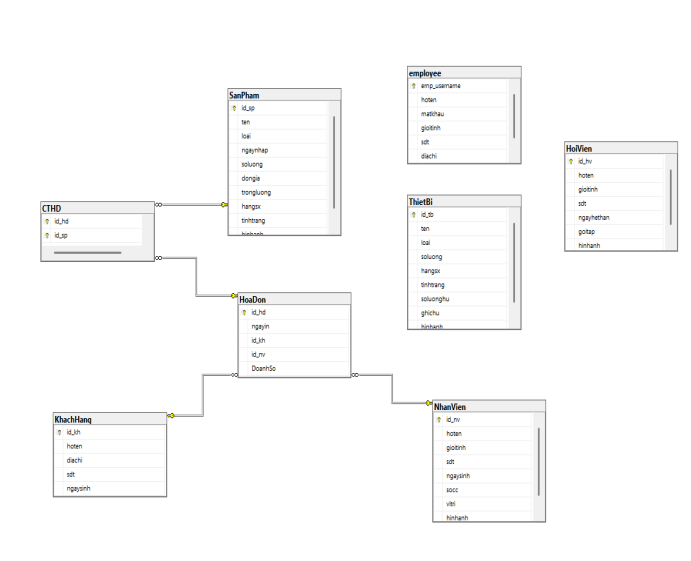 employee
emp_username
hoten
matkhau
gioitinh
sdt
diachi
SanPham
id_sp
ten
loai
ngaynhap
soluong
dongia
trongluong
hangsx
tinhtrang
hinhanh
HoiVien
id_hv
hoten
gioitinh
sdt
ngayhethan
goitap
hinhanh
CTHD
id_hd
id_sp
ThietBi
id_tb
ten
loai
soluong
hangsx
tinhtrang
soluonghu
ghichu
hinhanh
HoaDon
id_hd
ngayin
id_kh
id_nv
DoanhSo
KhachHang
id_kh
hoten
diachi
sdt
ngaysinh
NhanVien
id_nv
hoten
gioitinh
sdt
ngaysinh
socc
vitri
hinhanh